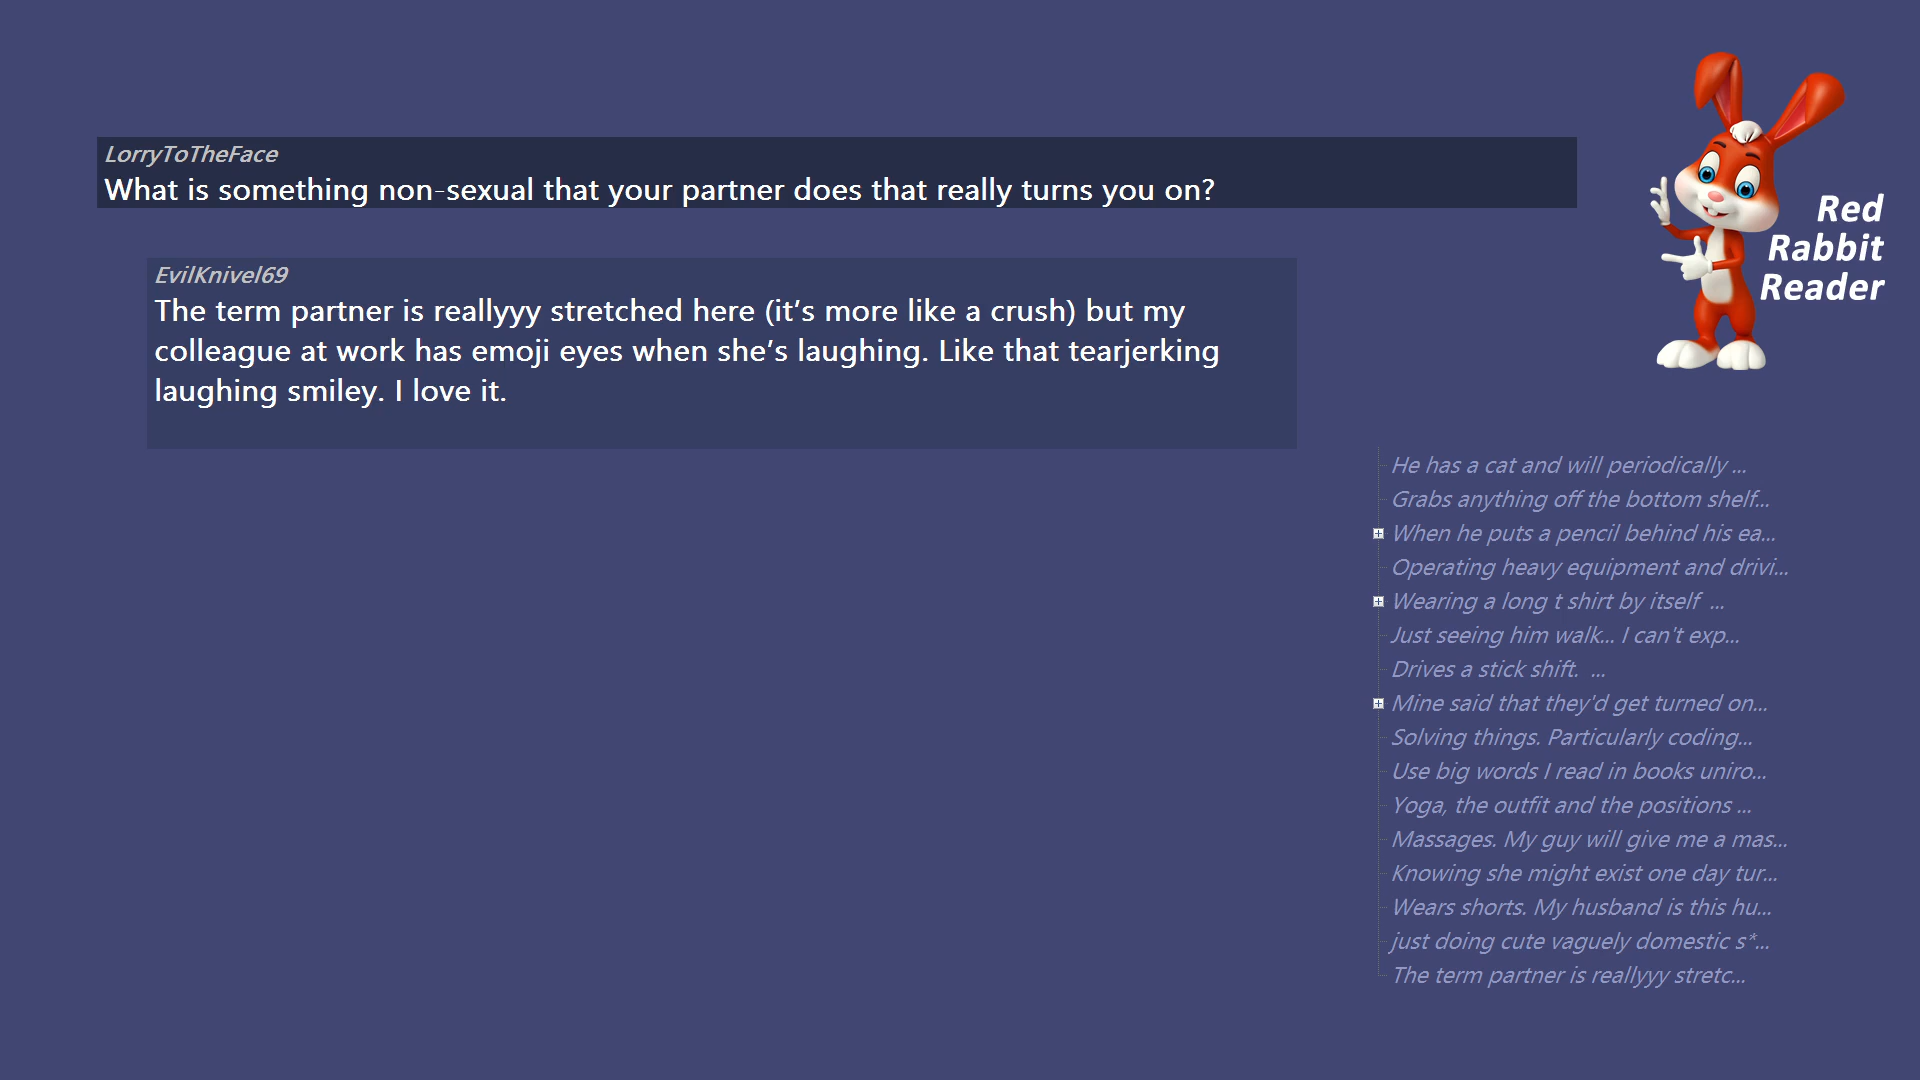 LorryToTheFace
What is something non-sexual that your partner does that really turns you on?
Red
Rabbit
Reader
EvilKnivel69
The term partner is reallyyy stretched here (it’s more like a crush) but my
colleague at work has emoji eyes when she’s laughing. Like that tearjerking
laughing smiley. I love it.
He has a cat and will periodically ...
Grabs anything off the bottom shelf...
When he puts a pencil behind his ea...
Operating heavy equipment and drivi...
Wearing a long t shirt by itself  ...
Just seeing him walk... I can't exp...
Drives a stick shift.  ...
Mine said that they'd get turned on...
Solving things. Particularly coding...
Use big words I read in books uniro...
Yoga, the outfit and the positions ...
Massages. My guy will give me a mas...
Knowing she might exist one day tur...
Wears shorts. My husband is this hu...
just doing cute vaguely domestic s*...
The term partner is reallyyy stretc...